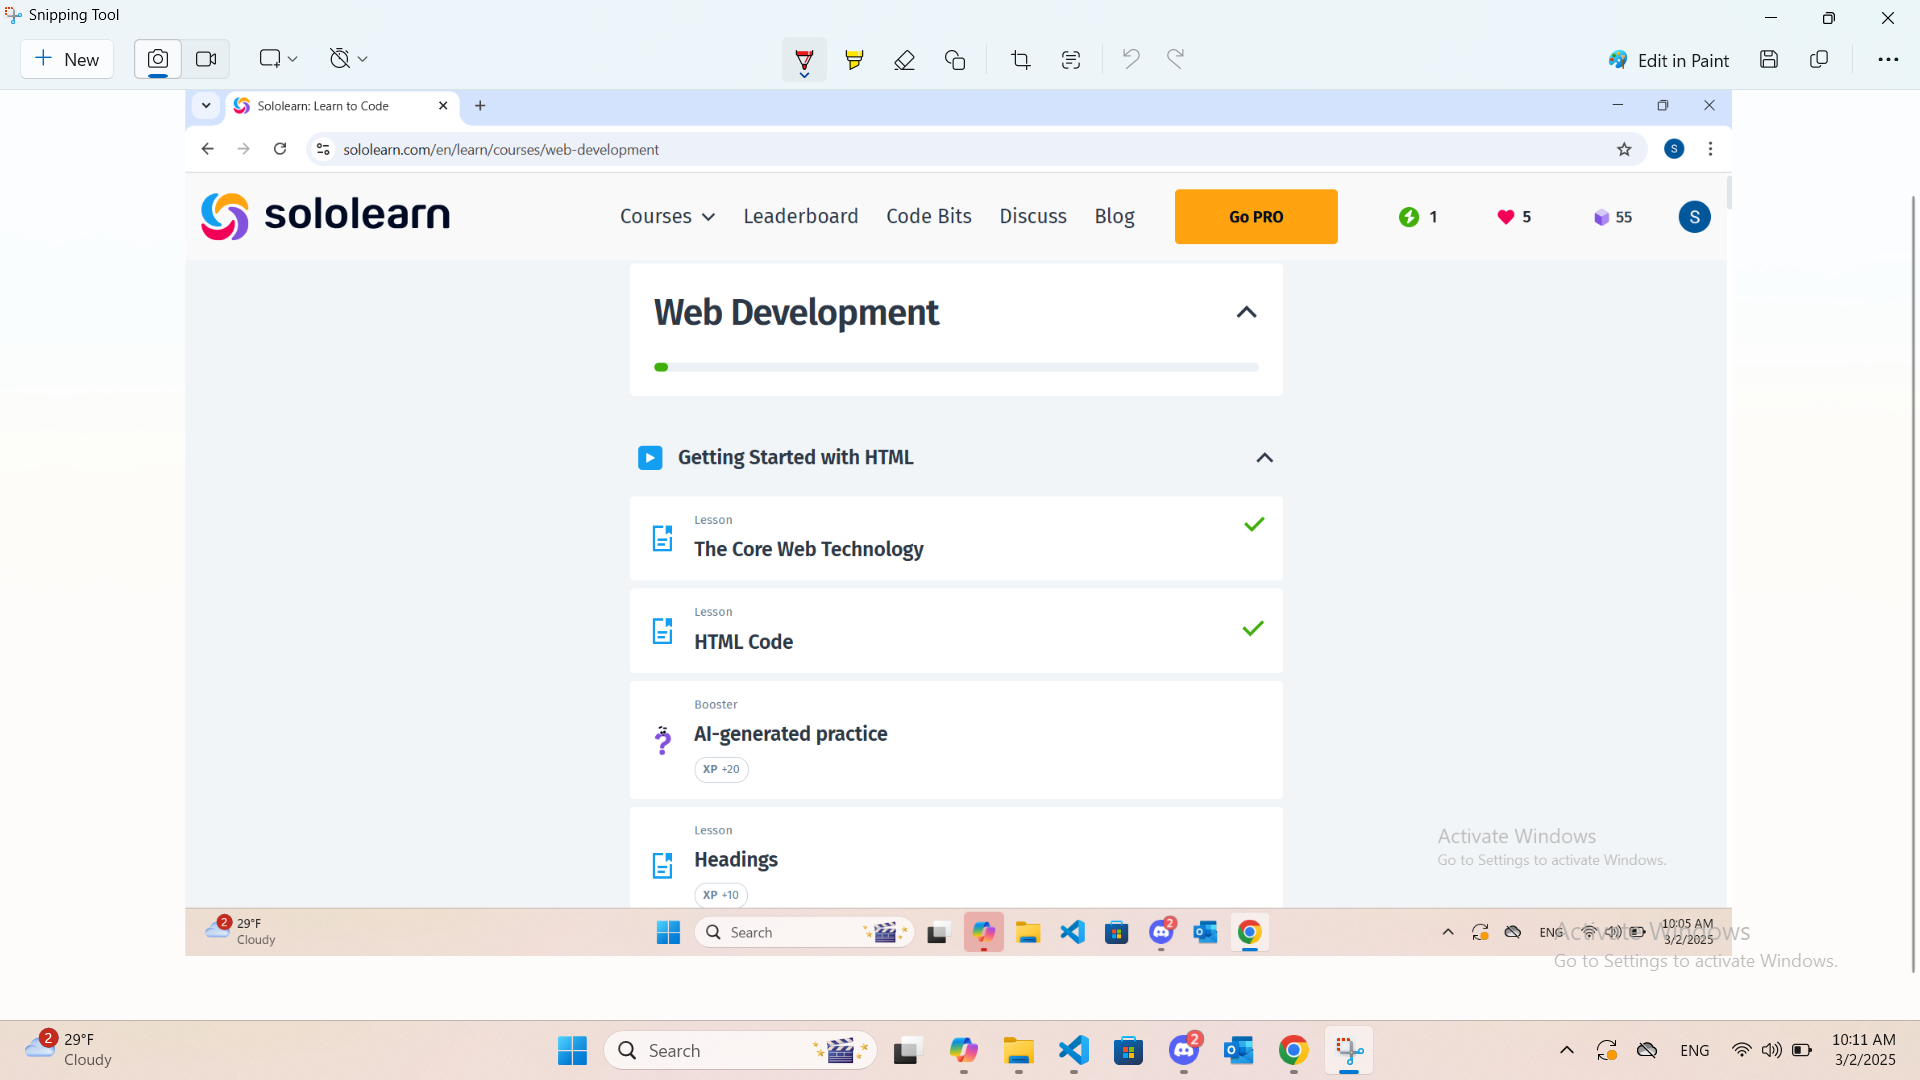 Snipping Tool
New
Edit in Paint
Sololearn: Learn to Code
sololearn.com/en/learn/courses/web-development
S
sololearn
Courses
Leaderboard
Code Bits
Discuss
Blog
Go PRO
1
5
55
S
Web Development
Getting Started with HTML
Lesson
The Core Web Technology
Lesson
HTML Code
Booster
AI-generated practice
XP +20
Lesson
Headings
XP +10
Activate Windows
Go to Settings to activate Windows.
2
29°F
Cloudy
Search
2
ENG
10:05 AM
3/2/2025
Activate Windows
Go to Settings to activate Windows.
2
29°F
Cloudy
Search
2
ENG
10:11 AM
3/2/2025